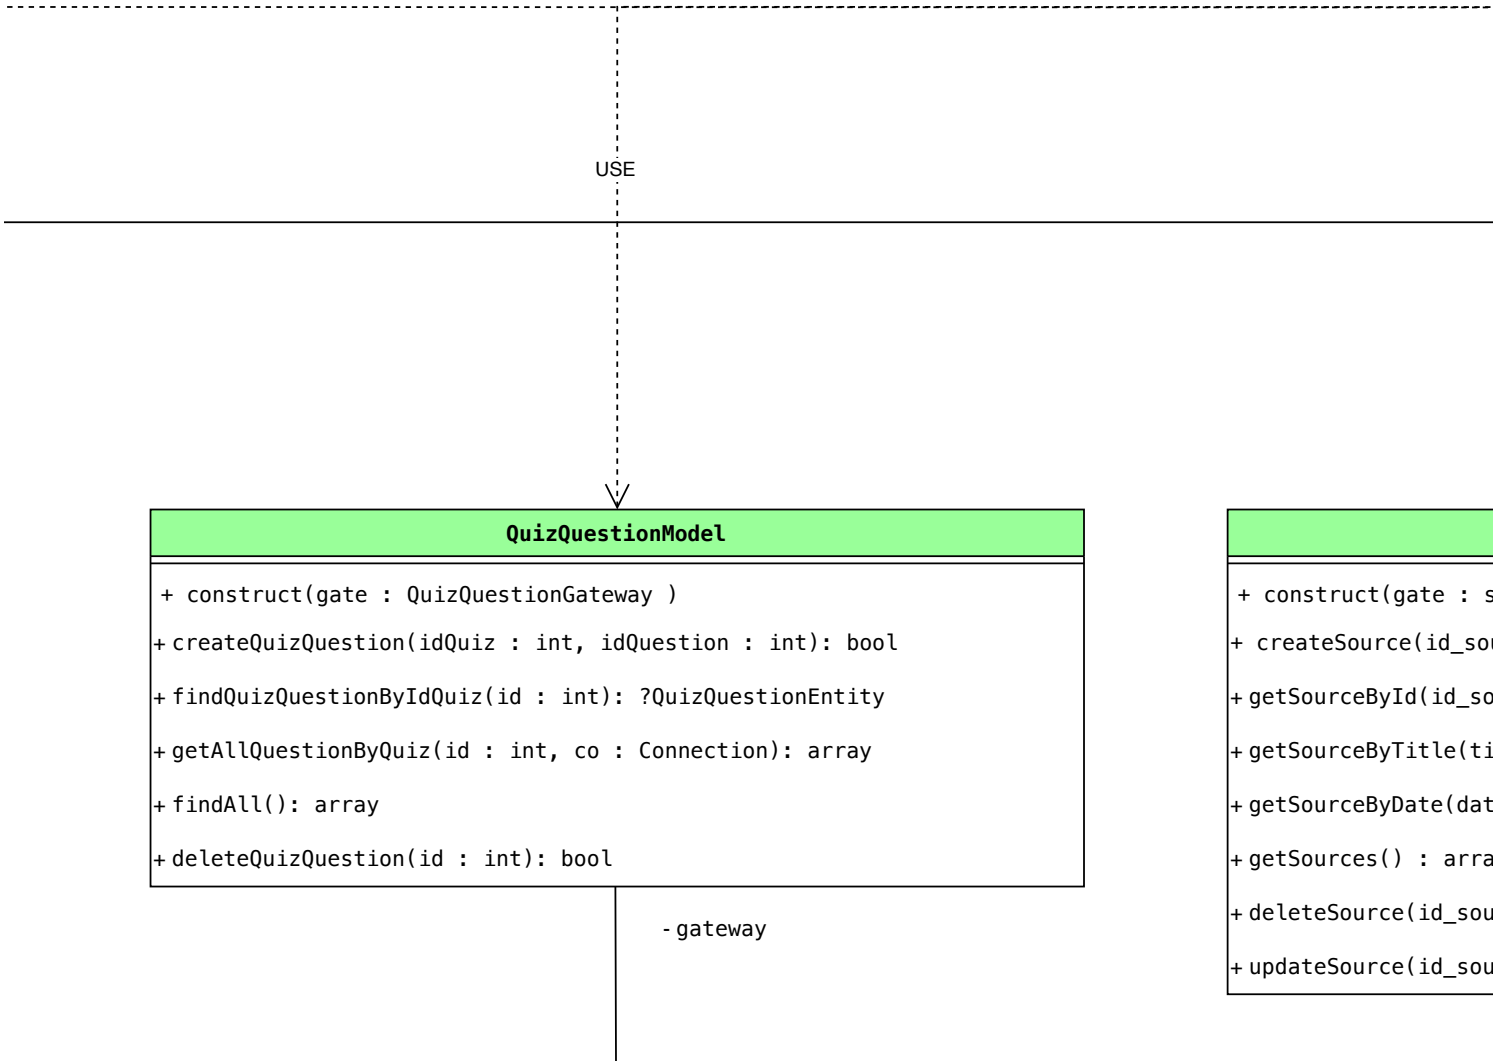 USE
QuizQuestionModel
+ construct(gate : QuizQuestionGateway )
+ createQuizQuestion(idQuiz : int, idQuestion : int): bool
+ findQuizQuestionByIdQuiz(id : int): ?QuizQuestionEntity
+ getAllQuestionByQuiz(id : int, co : Connection): array
+ findAll(): array
+ deleteQuizQuestion(id : int): bool
- gateway
+ construct(gate : s
+ createSource(id_sou
+ getSourceById(id_so
+ getSourceByTitle(ti
+ getSourceByDate(dat
+ getSources() : arra
+ deleteSource(id_sou
+ updateSource(id_sou